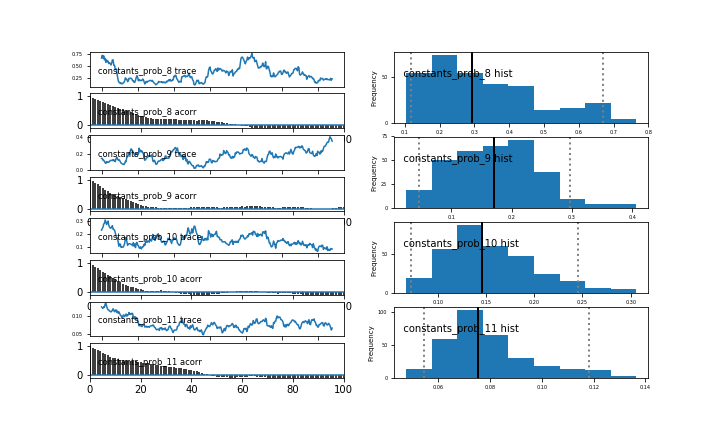 0.75
0.50
0.25
constants_prob_8 trace
1
0
constants_prob_8 acorr
0
0.4
0.2
0.0
constants_prob_9 trace
1
0
constants_prob_9 acorr
0
0.3
0.2
0.1
constants_prob_10 trace
1
0
constants_prob_10 acorr
0
0.10
0.05
constants_prob_11 trace
1
0
constants_prob_11 acorr
0 20 40 60 80 100
Frequency
50
0
constants_prob_8 hist
0.1 0.2 0.3 0.4 0.5 0.6 0.7 0.8
Frequency
75
50
25
0
constants_prob_9 hist
0.1 0.2 0.3 0.4
Frequency
50
0
constants_prob_10 hist
0.10 0.15 0.20 0.25 0.30
Frequency
100
50
0
constants_prob_11 hist
0.06 0.08 0.10 0.12 0.14